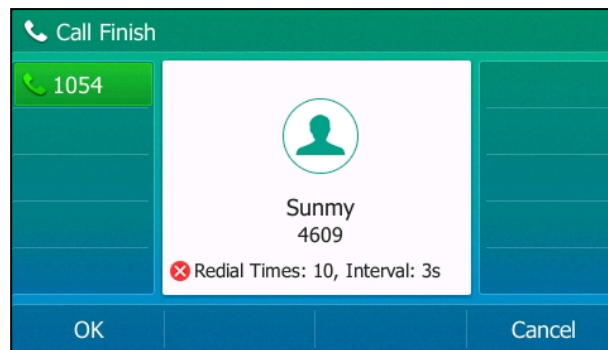 Call Finish
1054
Sunmy
4609
Redial Times: 10, Interval: 3s
OK
Cancel